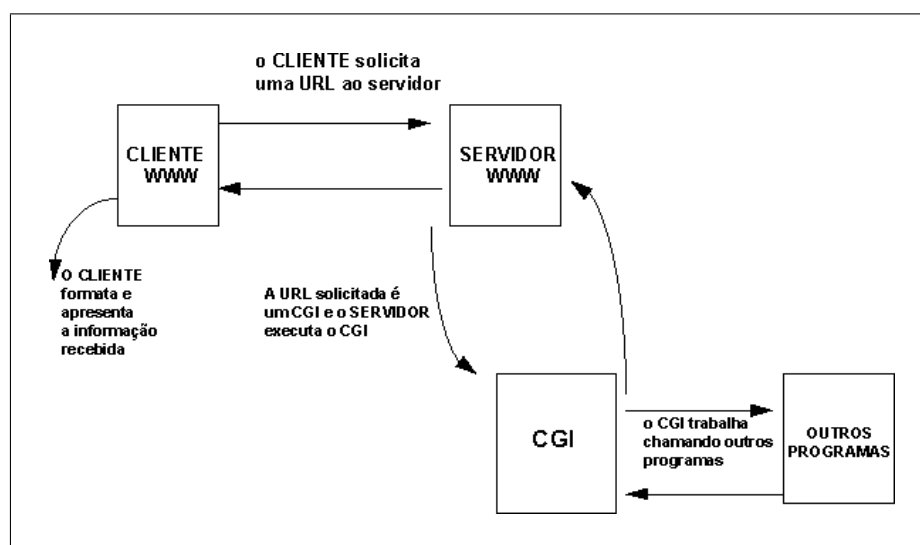 o CLIENTE solicita
uma URL ao servidor
CLIENTE
WWW
SERVIDOR
WWW
O CLIENTE
formata e
apresenta
a informação
recebida
A URL solicitada é
um CGI e o SERVIDOR
executa o CGI
CGI
o CGI trabalha
chamando outros
programas
OUTROS
PROGRAMAS